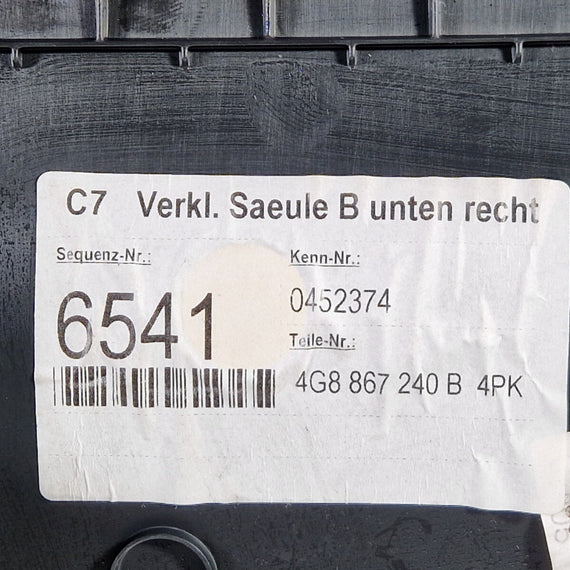 C7 Verkl. Saeule B unten recht
Sequenz-Nr.:
6541
Kenn-Nr.:
0452374
Teile-Nr.:
4G8 867 240 B 4PK